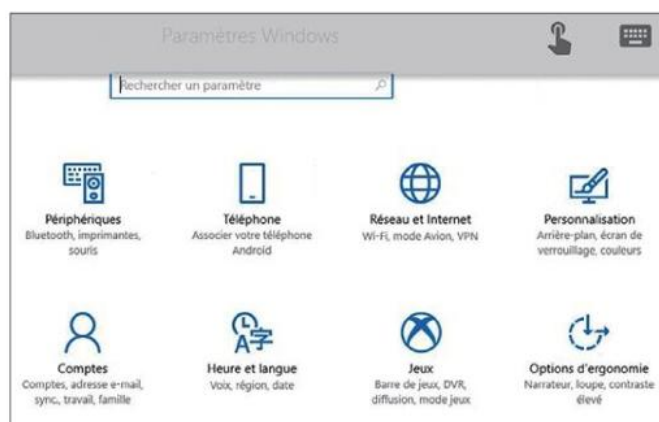 Paramètres Windows
Rechercher un paramètre
Périphériques
Bluetooth, imprimantes,
souris
Téléphone
Associer votre téléphone
Android
Réseau et Internet
Wi-Fi, mode Avion, VPN
Personnalisation
Arrière-plan, écran de
verrouillage, couleurs
Comptes
Comptes, adresse e-mail,
sync., travail, famille
Heure et langue
Voix, région, date
Jeux
Barre de jeux, DVR,
diffusion, mode jeux
Options d'ergonomie
Narrateur, loupe, contraste
élevé